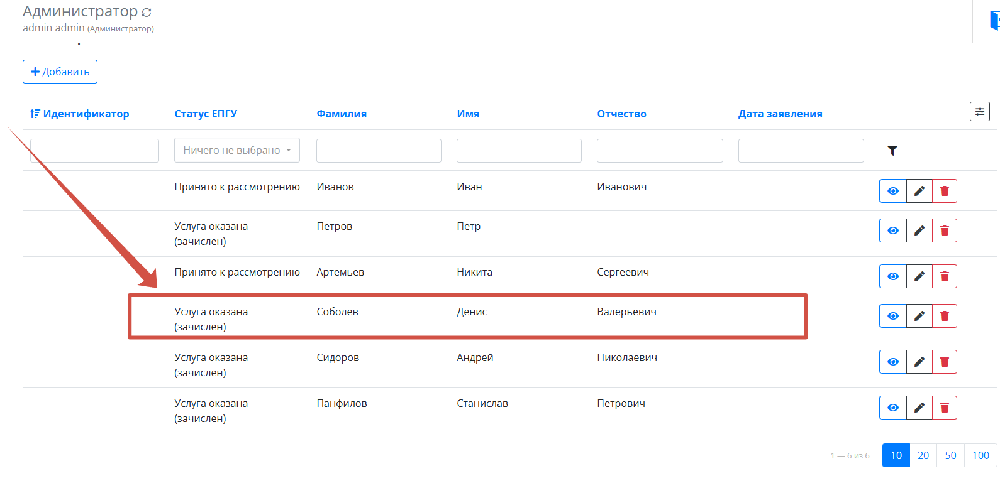 Администратор
admin admin (Администратор)
Добавить
Идентификатор Статус ЕПГУ Фамилия Имя Отчество Дата заявления
Ничего не выбрано
Принято к рассмотрению Иванов Иван Иванович
Услуга оказана Петров Петр
(зачислен)
Принято к рассмотрению Артемьев Никита Сергеевич
Услуга оказана Соболев Денис Валерьевич
(зачислен)
Услуга оказана Сидоров Андрей Николаевич
(зачислен)
Услуга оказана Панфилов Станислав Петрович
(зачислен)
1 — 6 из 6 10 20 50 100